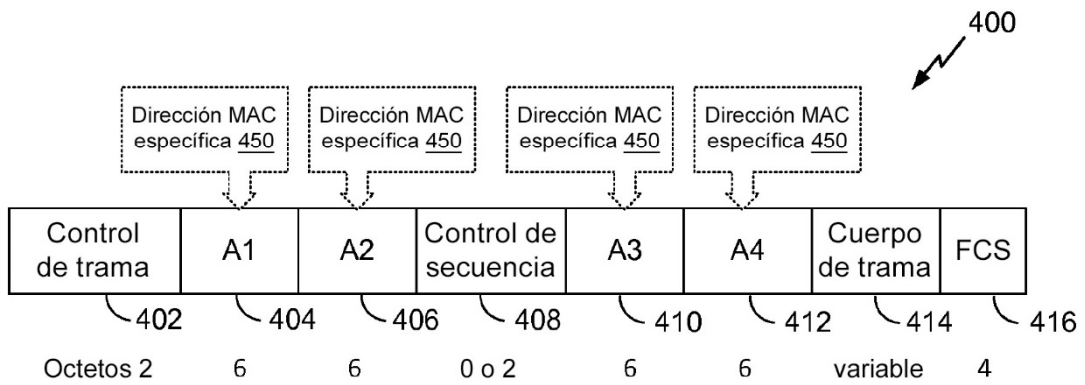 400
Dirección MAC
específica 450
Dirección MAC
específica 450
Dirección MAC
específica 450
Dirección MAC
específica 450
Control
de trama
A1
A2
Control de
secuencia
A3
A4
Cuerpo
de trama
FCS
402
404
406
408
410
412
414
416
Octetos 2
6
6
0 o 2
6
6
variable
4